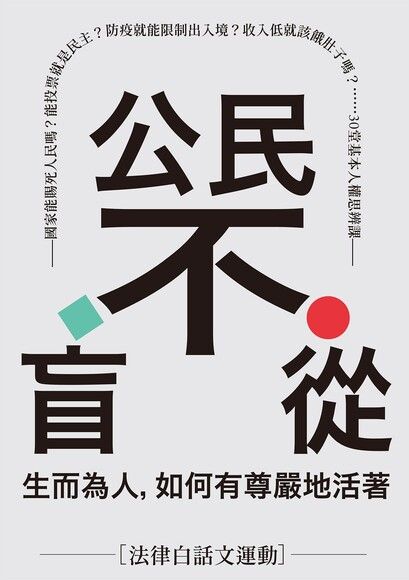 ——國家能賜死人民嗎？能投票就是民主？防疫就能限制出入境？收入低就該餓肚子嗎？……30堂基本人權思辨課——
公民
不
盲從
生而為人，如何有尊嚴地活著
［法律白話文運動］